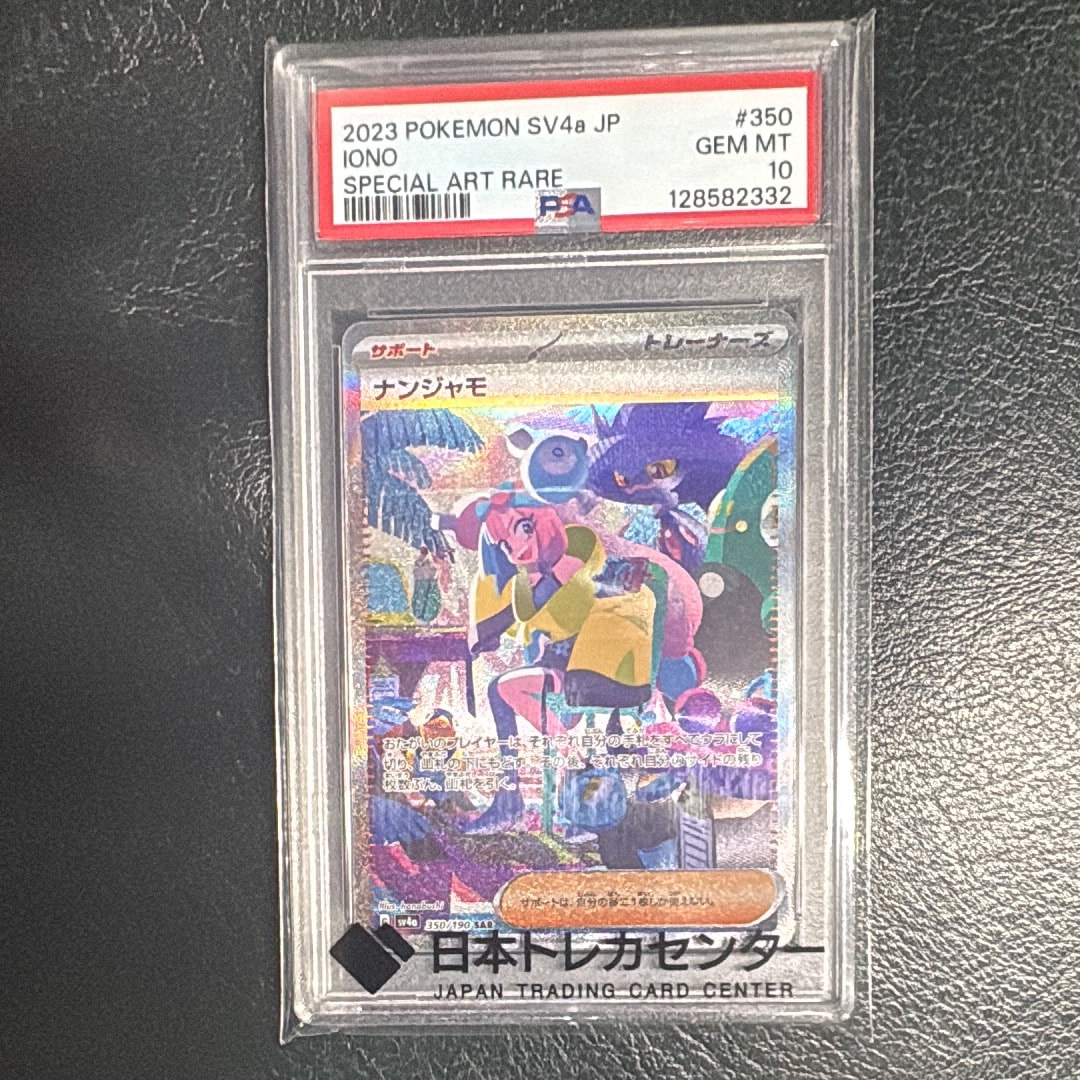 2023 POKEMON SV4a JP #350
IONO GEM MT
SPECIAL ART RARE 10
PSA 128582332
サポート トレーナーズ
ナンジャモ
おたがいのプレイヤーは、それぞれ自分の手札をすべてウラにして
切り、山札の下にもどす。その後、それぞれ自分のサイドの残り
枚数ぶん、山札を引く。
サポートは、自分の番に1枚しか使えない。
Illus. hanabushi
G sv4a 350/190 SAR
日本トレカセンター
JAPAN TRADING CARD CENTER